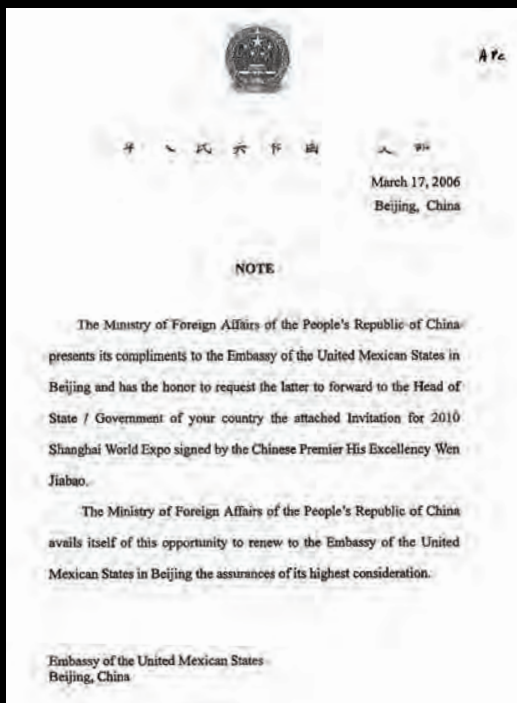 March 17, 2006
Beijing, China
NOTE
The Ministry of Foreign Affairs of the People's Republic of China
presents its compliments to the Embassy of the United Mexican States in
Beijing and has the honor to request the latter to forward to the Head of
State / Government of your country the attached Invitation for 2010
Shanghai World Expo signed by the Chinese Premier His Excellency Wen
Jiabao.
The Ministry of Foreign Affairs of the People's Republic of China
avails itself of this opportunity to renew to the Embassy of the United
Mexican States in Beijing the assurances of its highest consideration.
Embassy of the United Mexican States
Beijing, China